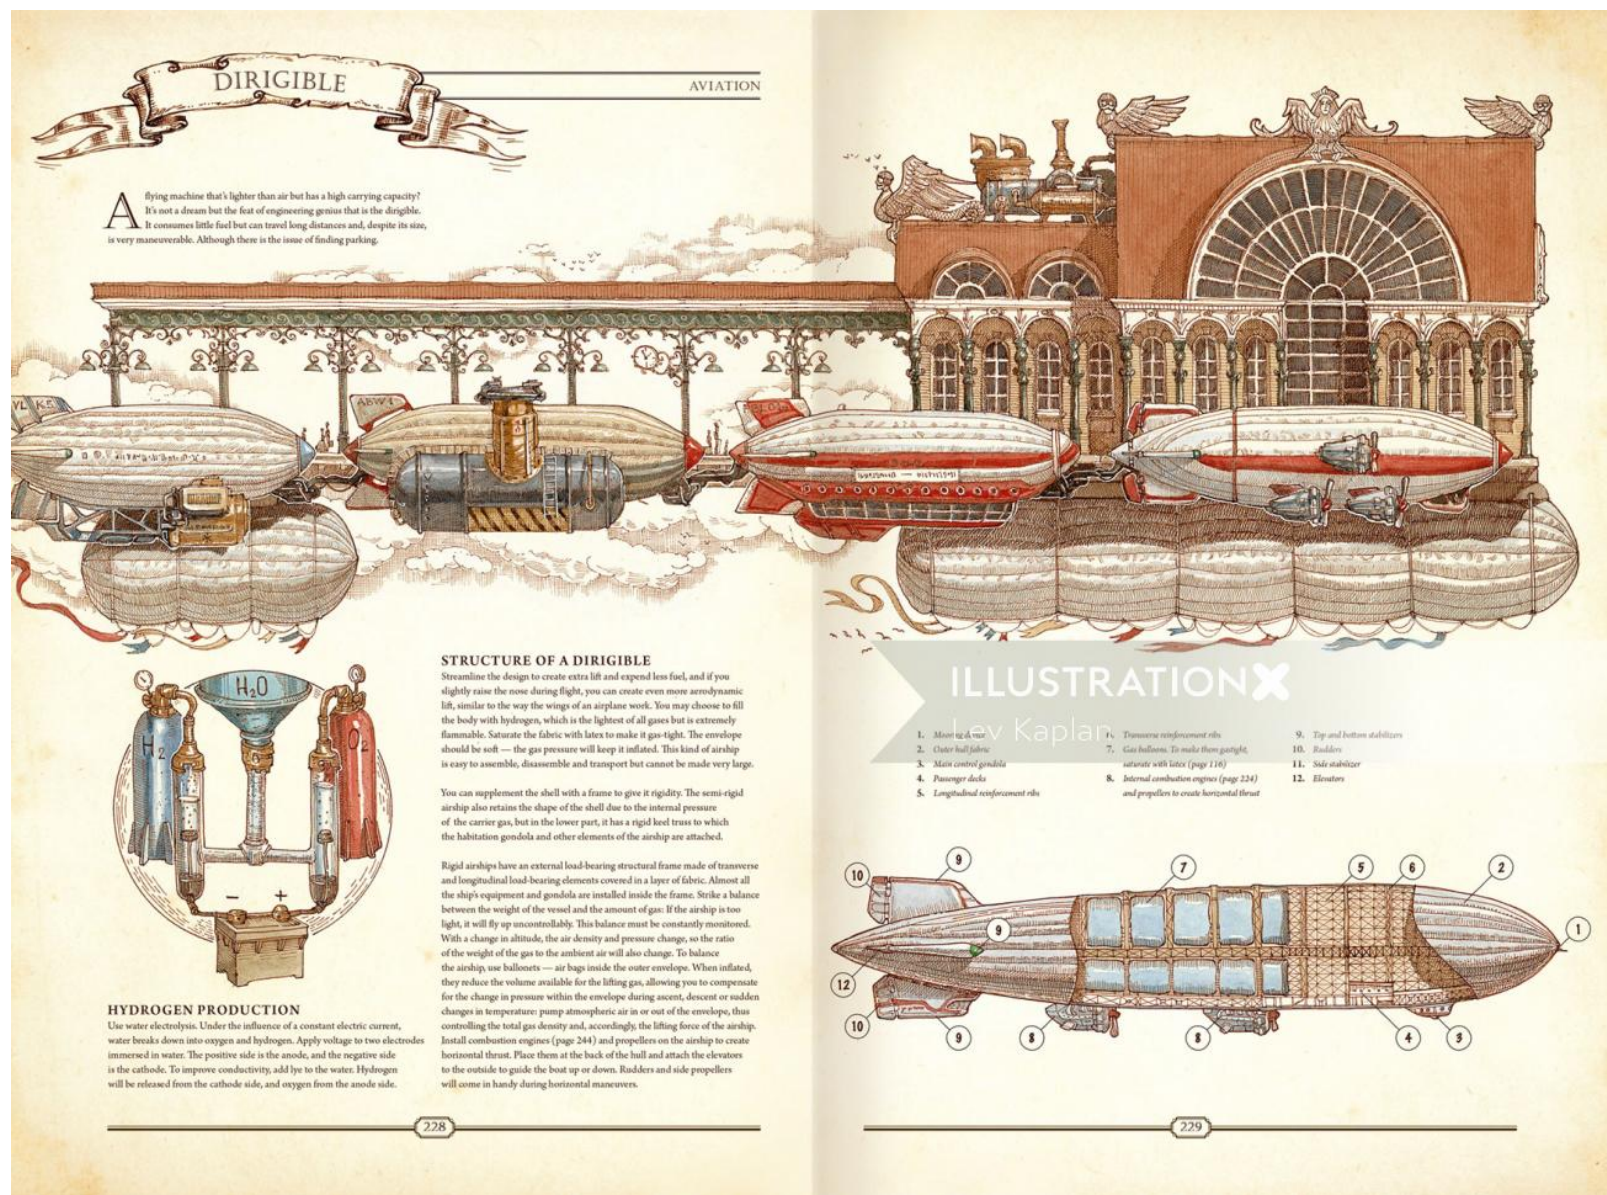 DIRIGIBLE
AVIATION
A flying machine that's lighter than air but has a high carrying capacity?
It's not a dream but the feat of engineering genius that is the dirigible.
It consumes little fuel but can travel long distances and, despite its size,
is very maneuverable. Although there is the issue of finding parking.
ABW4
H₂O
H₂
O₂
− +
HYDROGEN PRODUCTION
Use water electrolysis. Under the influence of a constant electric current,
water breaks down into oxygen and hydrogen. Apply voltage to two electrodes
immersed in water. The positive side is the anode, and the negative side
is the cathode. To improve conductivity, add lye to the water. Hydrogen
will be released from the cathode side, and oxygen from the anode side.
STRUCTURE OF A DIRIGIBLE
Streamline the design to create extra lift and expend less fuel, and if you
slightly raise the nose during flight, you can create even more aerodynamic
lift, similar to the way the wings of an airplane work. You may choose to fill
the body with hydrogen, which is the lightest of all gases but is extremely
flammable. Saturate the fabric with latex to make it gas-tight. The envelope
should be soft — the gas pressure will keep it inflated. This kind of airship
is easy to assemble, disassemble and transport but cannot be made very large.
You can supplement the shell with a frame to give it rigidity. The semi-rigid
airship also retains the shape of the shell due to the internal pressure
of the carrier gas, but in the lower part, it has a rigid keel truss to which
the habitation gondola and other elements of the airship are attached.
Rigid airships have an external load-bearing structural frame made of transverse
and longitudinal load-bearing elements covered in a layer of fabric. Almost all
the ship's equipment and gondola are installed inside the frame. Strike a balance
between the weight of the vessel and the amount of gas: If the airship is too
light, it will fly up uncontrollably. This balance must be constantly monitored.
With a change in altitude, the air density and pressure change, so the ratio
of the weight of the gas to the ambient air will also change. To balance
the airship, use ballonets — air bags inside the outer envelope. When inflated,
they reduce the volume available for the lifting gas, allowing you to compensate
for the change in pressure within the envelope during ascent, descent or sudden
changes in temperature: pump atmospheric air in or out of the envelope, thus
controlling the total gas density and, accordingly, the lifting force of the airship.
Install combustion engines (page 244) and propellers on the airship to create
horizontal thrust. Place them at the back of the hull and attach the elevators
to the outside to guide the boat up or down. Rudders and side propellers
will come in handy during horizontal maneuvers.
228
ILLUSTRATIONX
Lev Kaplan
1. Mooring
2. Outer hull fabric
3. Main control gondola
4. Passenger decks
5. Longitudinal reinforcement ribs
6. Transverse reinforcement ribs
7. Gas balloons. To make them gastight,
saturate with latex (page 116)
8. Internal combustion engines (page 224)
and propellers to create horizontal thrust
9. Top and bottom stabilizers
10. Rudders
11. Side stabilizer
12. Elevators
9
10
7
5
6
2
9
1
12
10
9
8
8
4
3
229